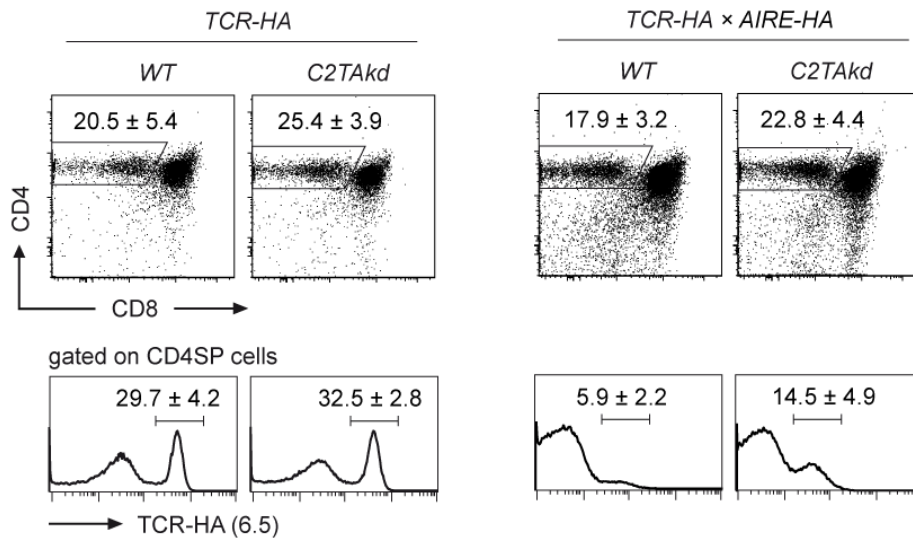 TCR-HA
TCR-HA × AIRE-HA
WT
C2TAkd
WT
C2TAkd
20.5 ± 5.4
25.4 ± 3.9
17.9 ± 3.2
22.8 ± 4.4
CD4
CD8
gated on CD4SP cells
29.7 ± 4.2
32.5 ± 2.8
5.9 ± 2.2
14.5 ± 4.9
TCR-HA (6.5)